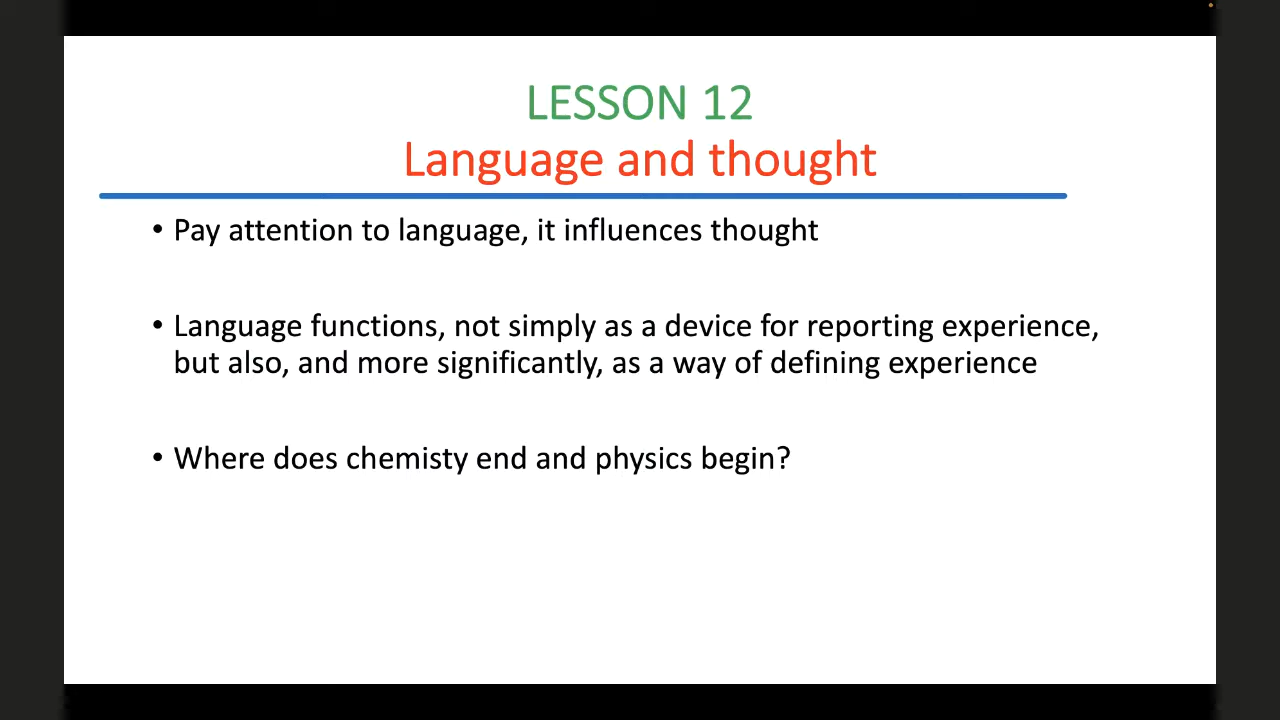 LESSON 12
Language and thought
• Pay attention to language, it influences thought
• Language functions, not simply as a device for reporting experience,
but also, and more significantly, as a way of defining experience
• Where does chemisty end and physics begin?